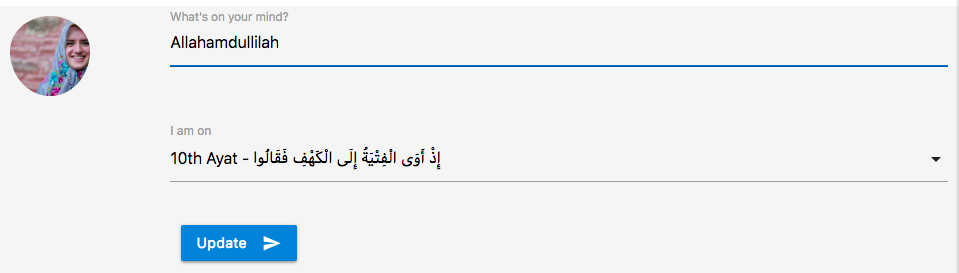 What's on your mind?
Allahamdullilah
I am on
10th Ayat - إِذْ أَوَى الْفِتْيَةُ إِلَى الْكَهْفِ فَقَالُوا
Update